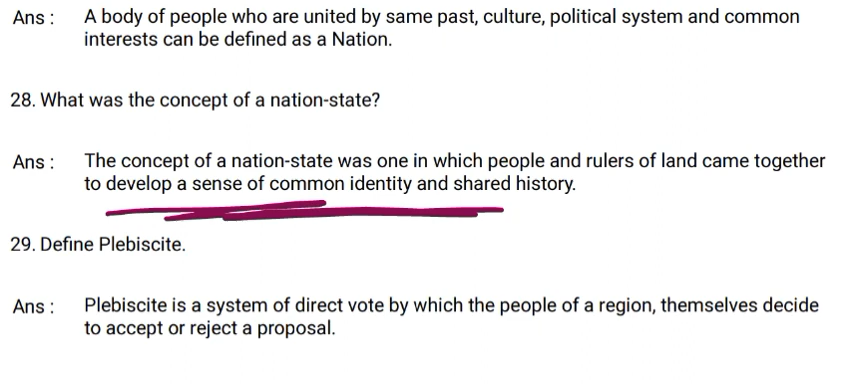 Ans : A body of people who are united by same past, culture, political system and common
interests can be defined as a Nation.
28. What was the concept of a nation-state?
Ans : The concept of a nation-state was one in which people and rulers of land came together
to develop a sense of common identity and shared history.
29. Define Plebiscite.
Ans : Plebiscite is a system of direct vote by which the people of a region, themselves decide
to accept or reject a proposal.